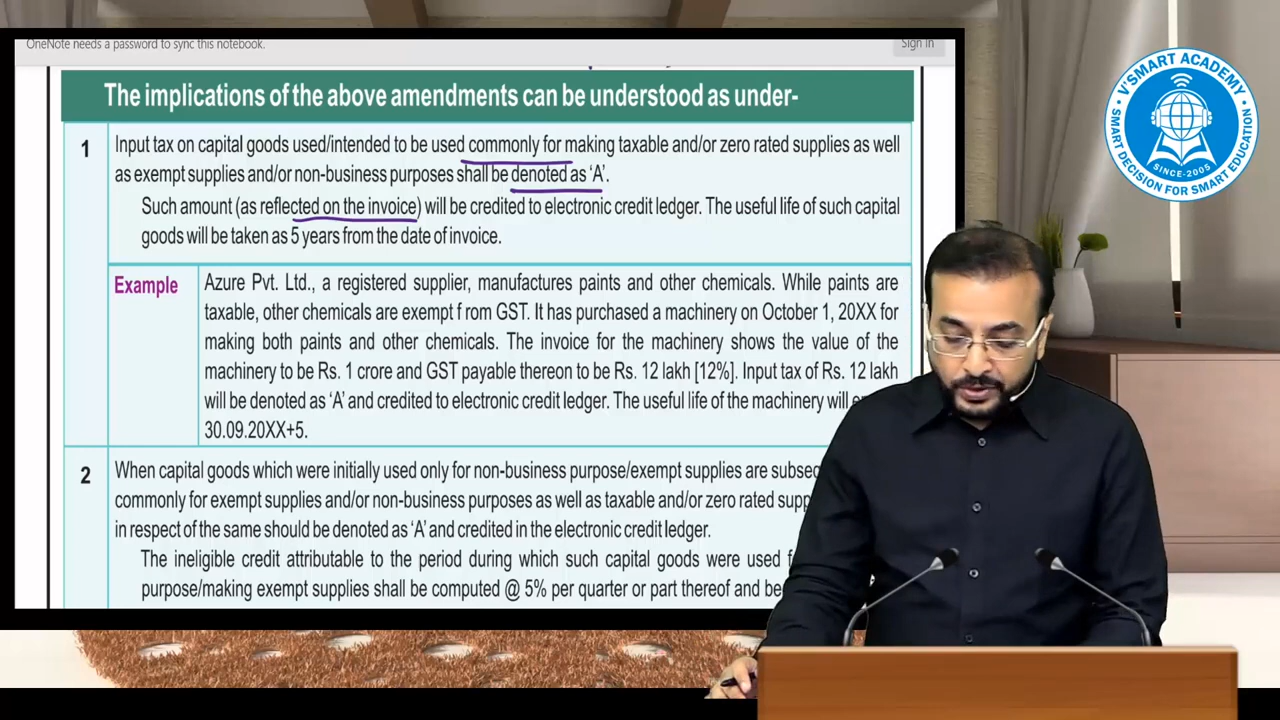 OneNote needs a password to sync this notebook.
Sign in
The implications of the above amendments can be understood as under-
1
Input tax on capital goods used/intended to be used commonly for making taxable and/or zero rated supplies as well
as exempt supplies and/or non-business purposes shall be denoted as 'A'.
Such amount (as reflected on the invoice) will be credited to electronic credit ledger. The useful life of such capital
goods will be taken as 5 years from the date of invoice.
Example
Azure Pvt. Ltd., a registered supplier, manufactures paints and other chemicals. While paints are
taxable, other chemicals are exempt f rom GST. It has purchased a machinery on October 1, 20XX for
making both paints and other chemicals. The invoice for the machinery shows the value of the
machinery to be Rs. 1 crore and GST payable thereon to be Rs. 12 lakh [12%]. Input tax of Rs. 12 lakh
will be denoted as 'A' and credited to electronic credit ledger. The useful life of the machinery will
30.09.20XX+5.
2
When capital goods which were initially used only for non-business purpose/exempt supplies are
commonly for exempt supplies and/or non-business purposes as well as taxable and/or zero rated
in respect of the same should be denoted as 'A' and credited in the electronic credit ledger.
The ineligible credit attributable to the period during which such capital goods were used
purpose/making exempt supplies shall be computed @ 5% per quarter or part thereof and
V'SMART ACADEMY
SINCE-2005
SMART DECISION FOR SMART EDUCATION